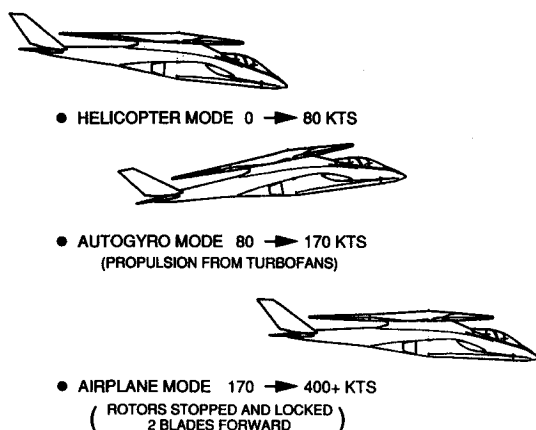 ● HELICOPTER MODE 0 → 80 KTS
● AUTOGYRO MODE 80 → 170 KTS
(PROPULSION FROM TURBOFANS)
● AIRPLANE MODE 170 → 400+ KTS
( ROTORS STOPPED AND LOCKED
2 BLADES FORWARD )